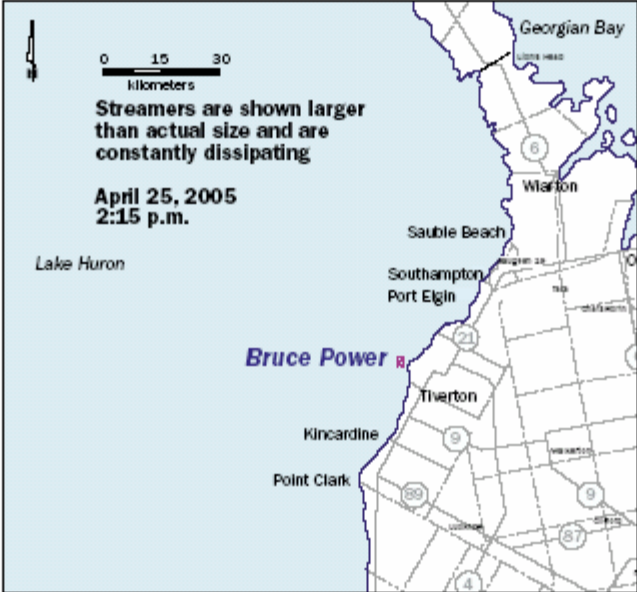 Georgian Bay
Lions Head
0 15 30
kilometers
Streamers are shown larger
than actual size and are
constantly dissipating
6
Wiarton
April 25, 2005
2:15 p.m.
Sauble Beach
Lake Huron
Southampton
Port Elgin
21
Bruce Power
Tiverton
Kincardine
9
Point Clark
89
9
87
4